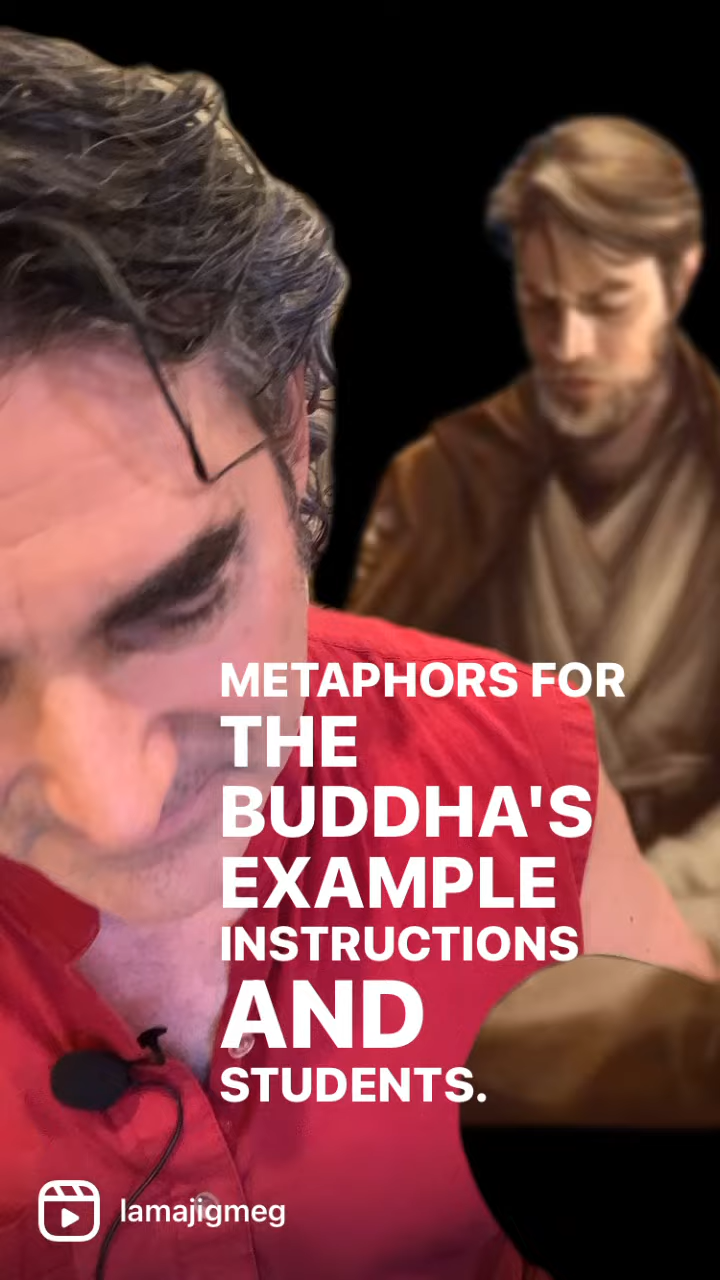 METAPHORS FOR
THE
BUDDHA'S
EXAMPLE
INSTRUCTIONS
AND
STUDENTS.
lamajigmeg